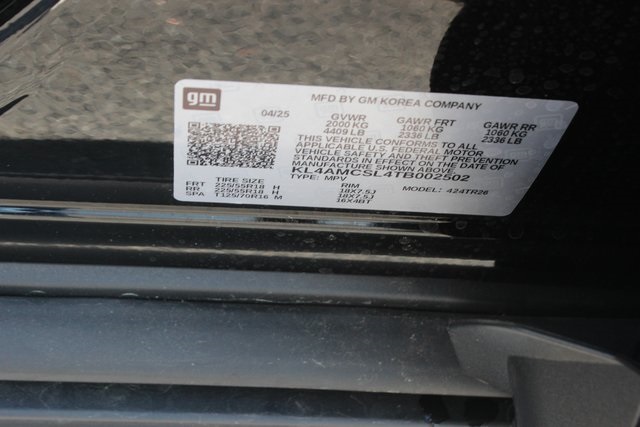 gm
MFD BY GM KOREA COMPANY
04/25 GVWR GAWR FRT GAWR RR
2000 KG 1060 KG 1060 KG
4409 LB 2336 LB 2336 LB
THIS VEHICLE CONFORMS TO ALL
APPLICABLE U.S. FEDERAL MOTOR
VEHICLE SAFETY AND THEFT PREVENTION
STANDARDS IN EFFECT ON THE DATE OF
MANUFACTURE SHOWN ABOVE.
KL4AMCSL4TB002502
TYPE: MPV MODEL: 424TR26
TIRE SIZE RIM
FRT 225/55R18 H 18X7.5J
RR 225/55R18 H 18X7.5J
SPA T125/70R16 M 16X4BT